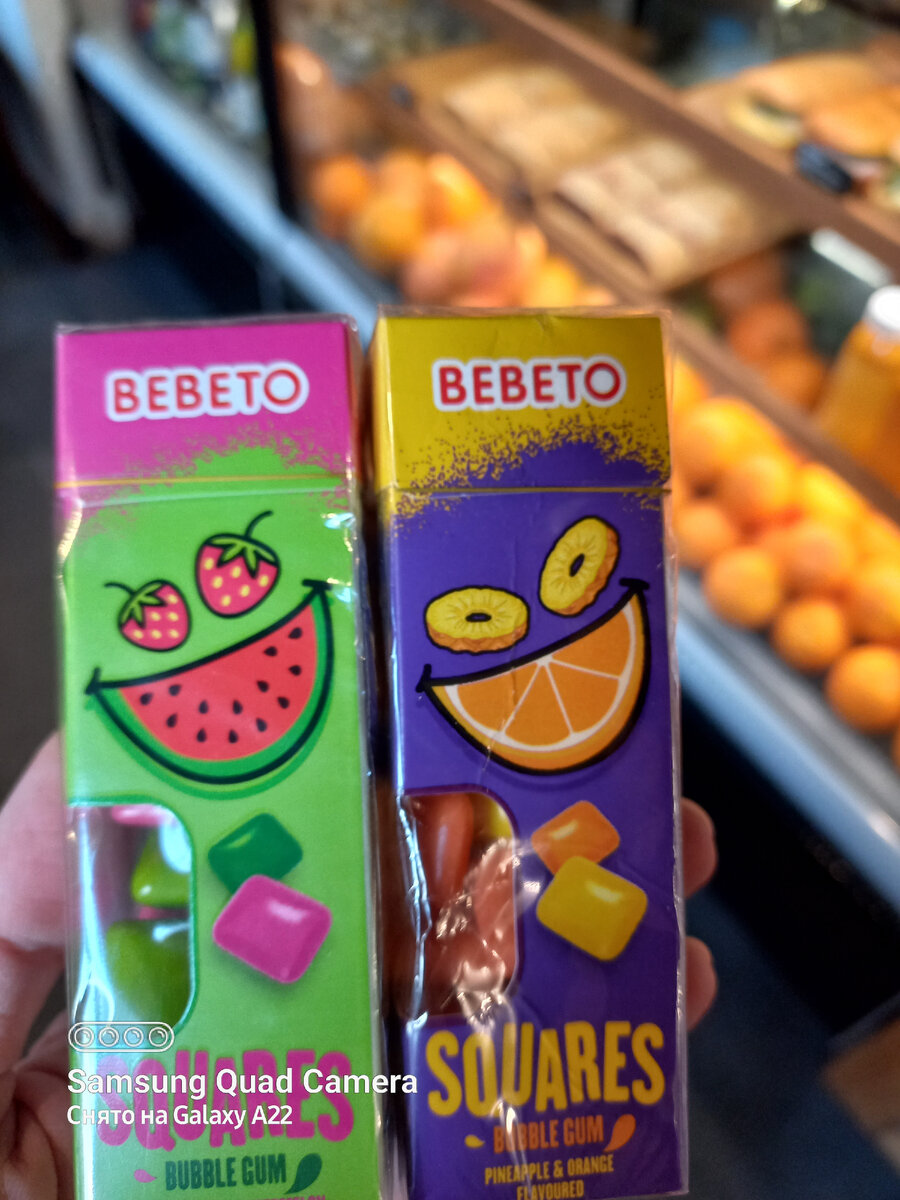 BEBETO
SQUARES
BUBBLE GUM
BEBETO
SQUARES
BUBBLE GUM
PINEAPPLE & ORANGE
FLAVOURED
Samsung Quad Camera
Снято на Galaxy A22